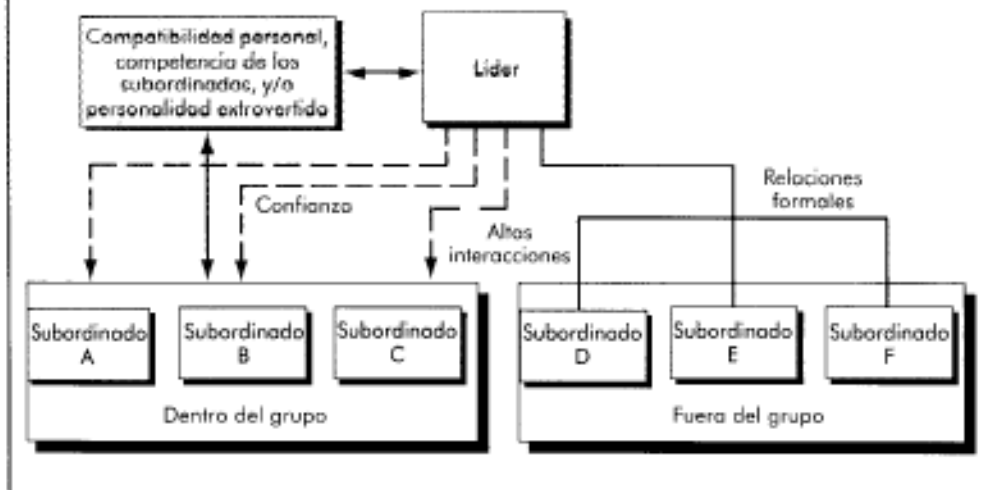 Compatibilidad personal,
competencia de los
subordinados, y/o
personalidad extrovertida
Líder
Confianza
Altas
interacciones
Relaciones
formales
Subordinado
A
Subordinado
B
Subordinado
C
Dentro del grupo
Subordinado
D
Subordinado
E
Subordinado
F
Fuera del grupo